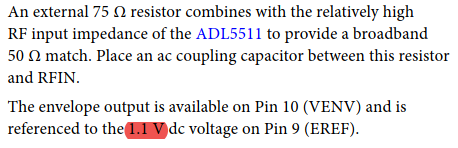 An external 75 Ω resistor combines with the relatively high
RF input impedance of the ADL5511 to provide a broadband
50 Ω match. Place an ac coupling capacitor between this resistor
and RFIN.
The envelope output is available on Pin 10 (VENV) and is
referenced to the 1.1 V dc voltage on Pin 9 (EREF).